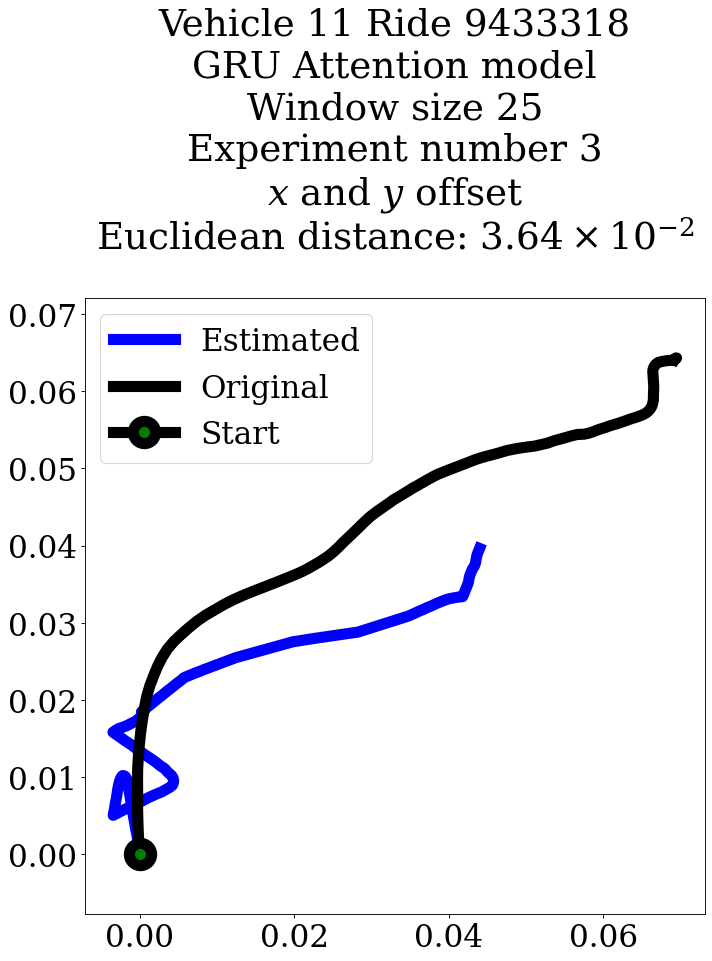 Vehicle 11 Ride 9433318
GRU Attention model
Window size 25
Experiment number 3
x and y offset
Euclidean distance: 3.64 × 10⁻²
0.07
0.06
0.05
0.04
0.03
0.02
0.01
0.00
Estimated
Original
Start
0.00 0.02 0.04 0.06